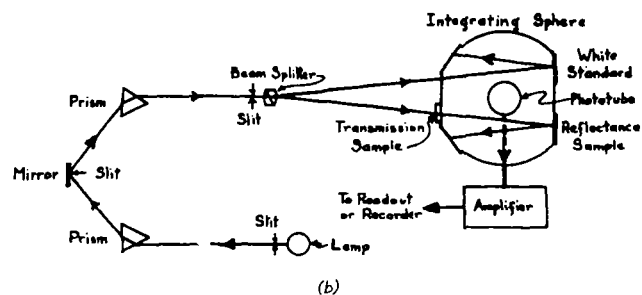 Integrating Sphere
Beam Splitter
White
Standard
Prism
Slit
Phototube
Transmission
Sample
Reflectance
Sample
Mirror
Slit
To Readout
or Recorder
Amplifier
Slit
Prism
Lamp
(b)